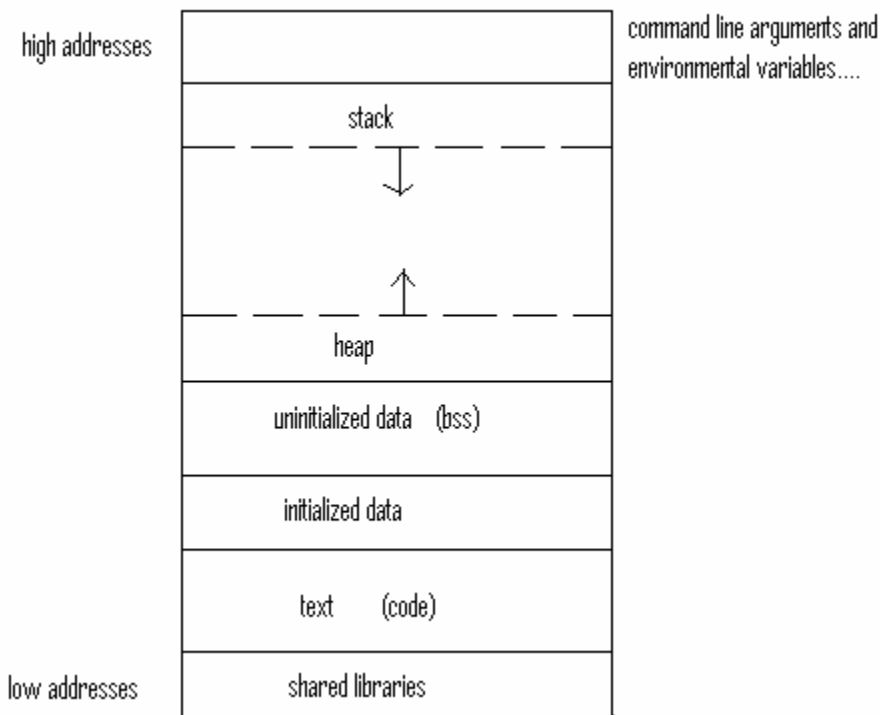 high addresses
command line arguments and
environmental variables....
stack
heap
uninitialized data (bss)
initialized data
text (code)
low addresses
shared libraries